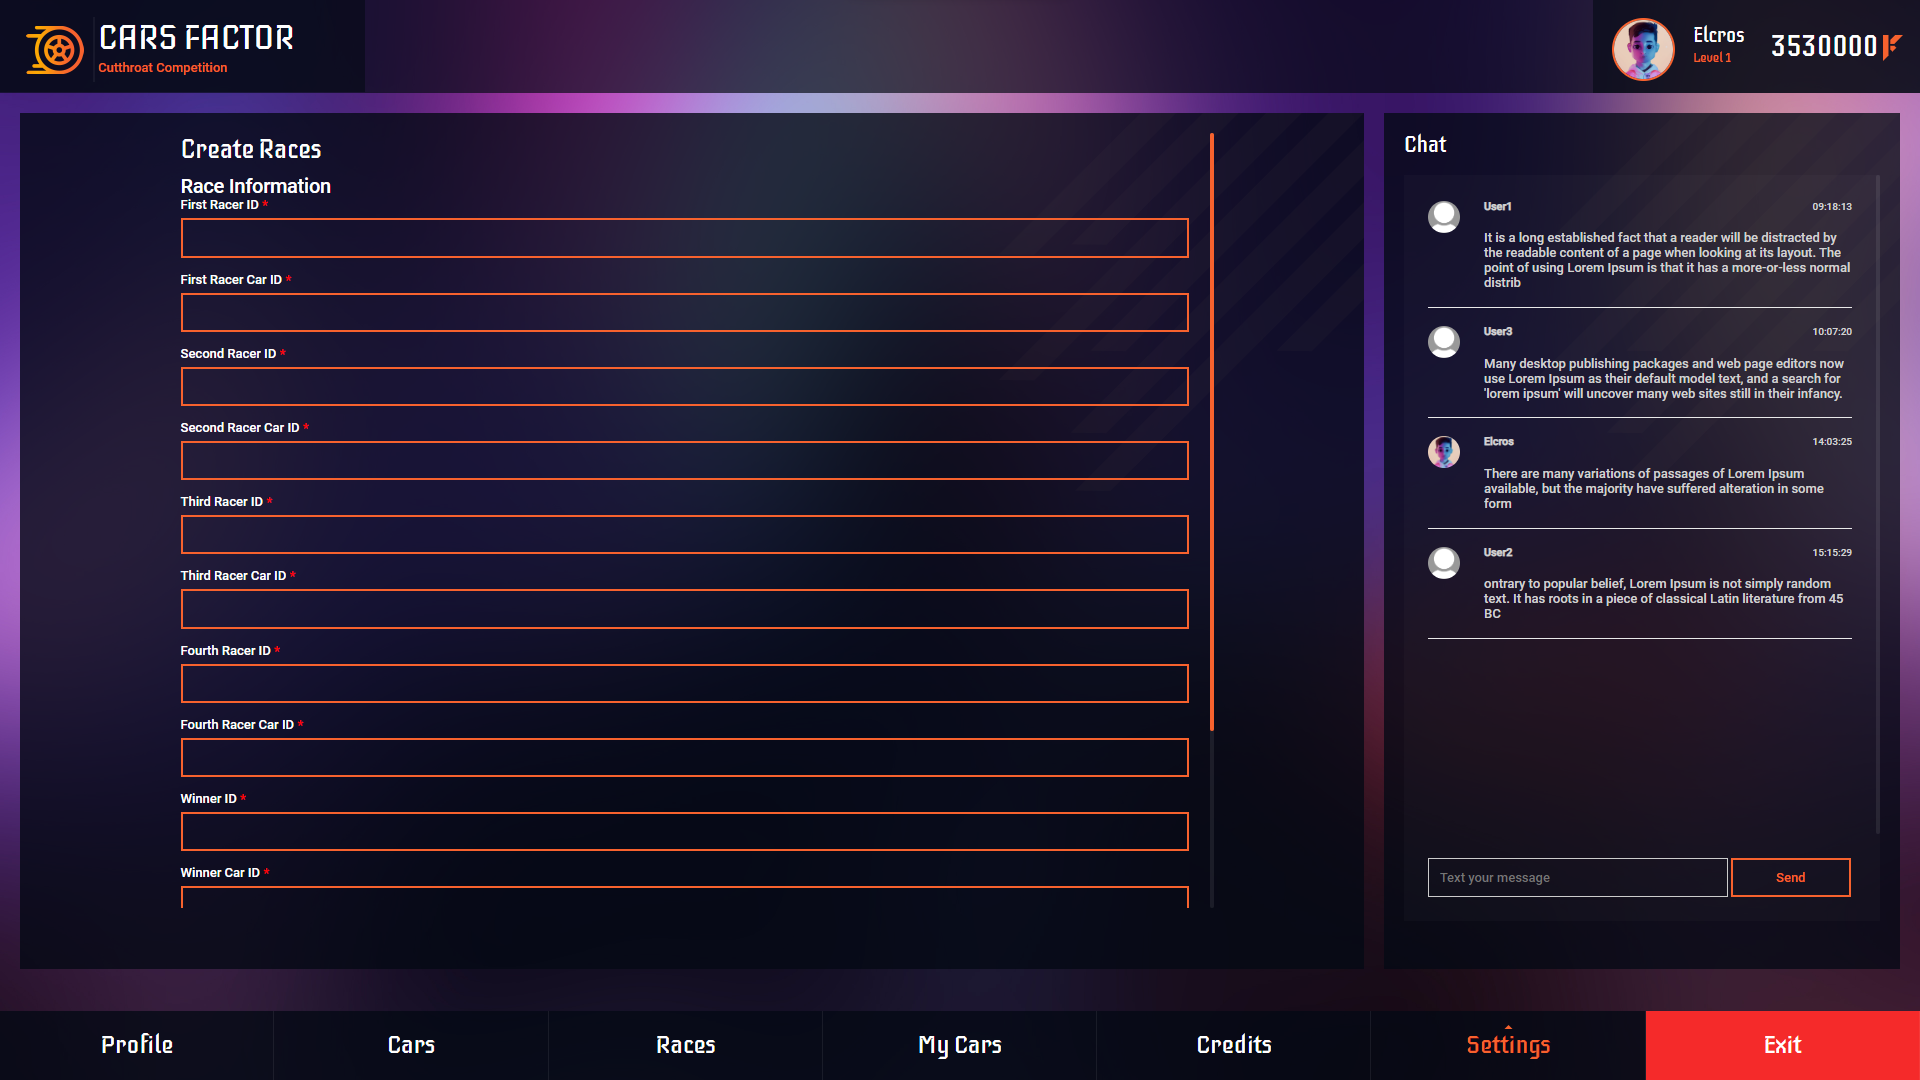 CARS FACTOR
Cutthroat Competition
Elcros
Level 1
3530000
Create Races
Race Information
First Racer ID *
First Racer Car ID *
Second Racer ID *
Second Racer Car ID *
Third Racer ID *
Third Racer Car ID *
Fourth Racer ID *
Fourth Racer Car ID *
Winner ID *
Winner Car ID *
Chat
User1 09:18:13
It is a long established fact that a reader will be distracted by
the readable content of a page when looking at its layout. The
point of using Lorem Ipsum is that it has a more-or-less normal
distrib
User3 10:07:20
Many desktop publishing packages and web page editors now
use Lorem Ipsum as their default model text, and a search for
'lorem ipsum' will uncover many web sites still in their infancy.
Elcros 14:03:25
There are many variations of passages of Lorem Ipsum
available, but the majority have suffered alteration in some
form
User2 15:15:29
ontrary to popular belief, Lorem Ipsum is not simply random
text. It has roots in a piece of classical Latin literature from 45
BC
Text your message
Send
Profile
Cars
Races
My Cars
Credits
Settings
Exit